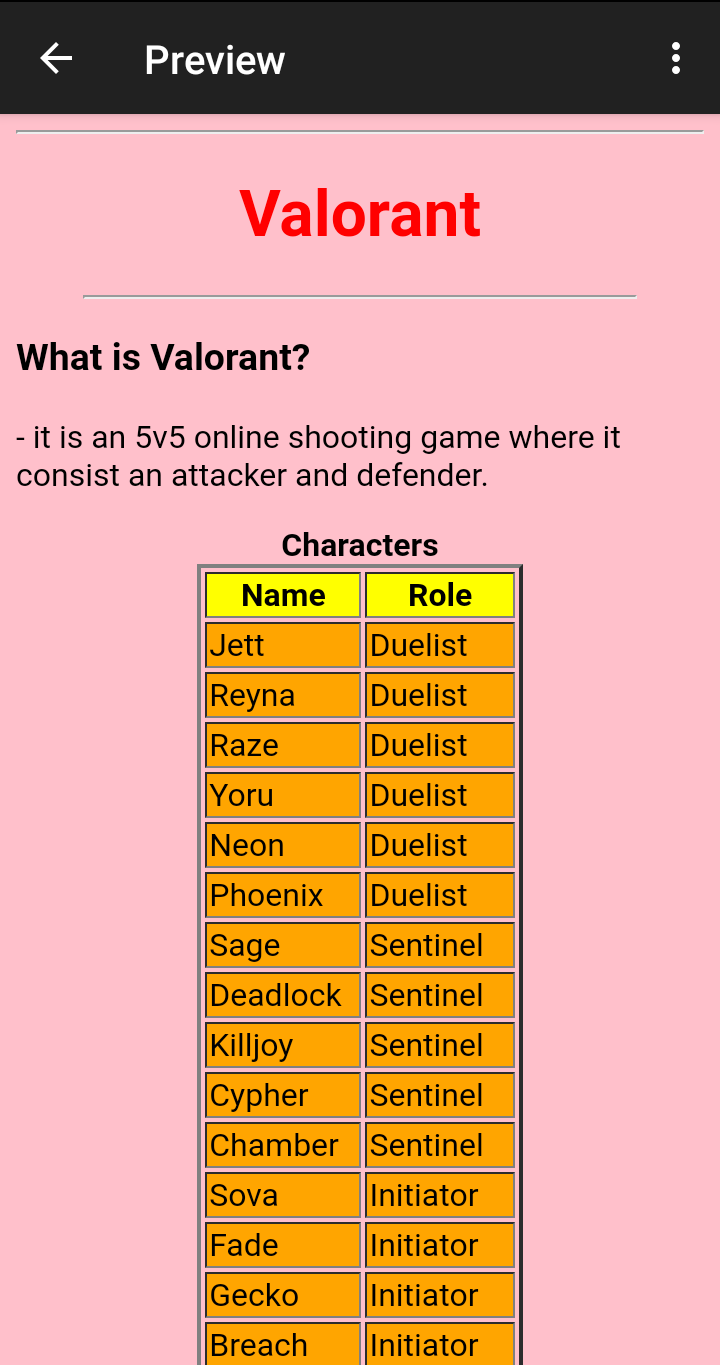 Preview
Valorant
What is Valorant?
- it is an 5v5 online shooting game where it
consist an attacker and defender.
Characters
Name Role
Jett Duelist
Reyna Duelist
Raze Duelist
Yoru Duelist
Neon Duelist
Phoenix Duelist
Sage Sentinel
Deadlock Sentinel
Killjoy Sentinel
Cypher Sentinel
Chamber Sentinel
Sova Initiator
Fade Initiator
Gecko Initiator
Breach Initiator